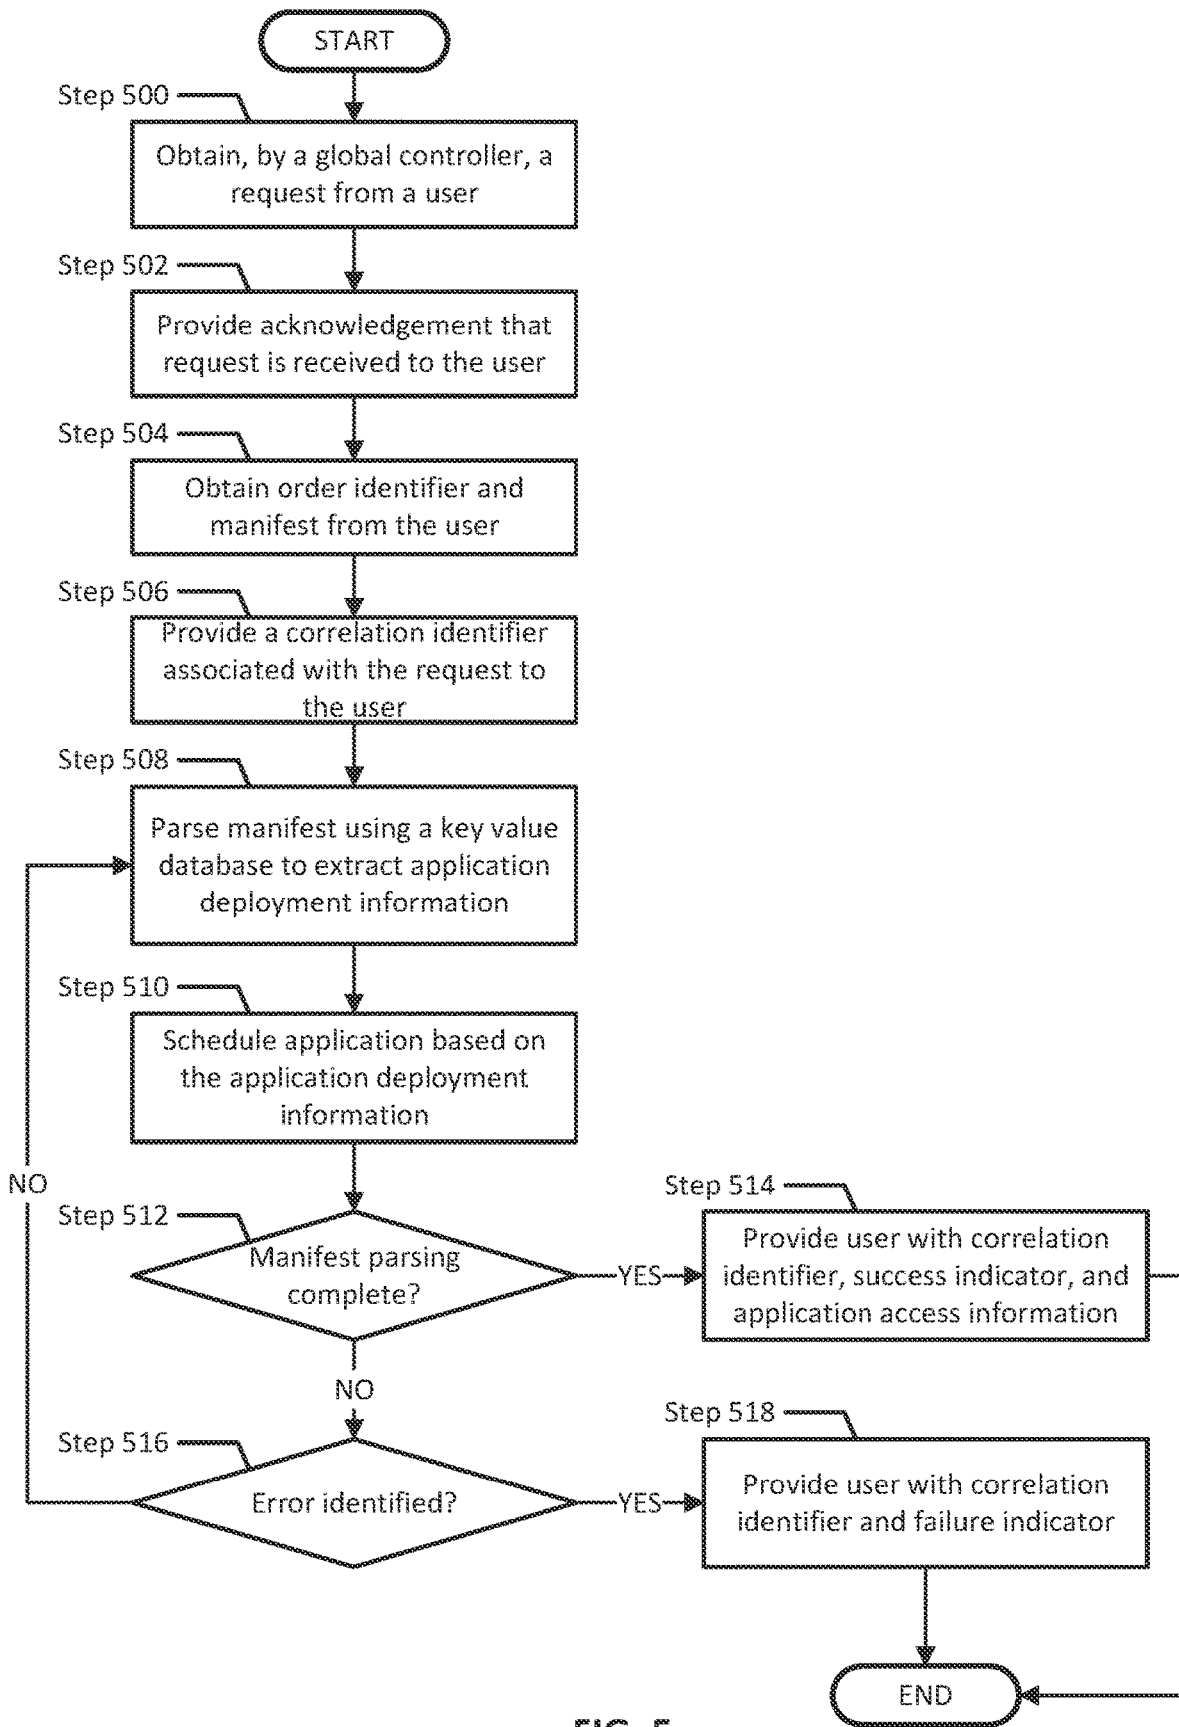 START
Step 500
Obtain, by a global controller, a
request from a user
Step 502
Provide acknowledgement that
request is received to the user
Step 504
Obtain order identifier and
manifest from the user
Step 506
Provide a correlation identifier
associated with the request to
the user
Step 508
Parse manifest using a key value
database to extract application
deployment information
Step 510
Schedule application based on
the application deployment
information
NO
Step 512
Manifest parsing
complete?
YES
Step 514
Provide user with correlation
identifier, success indicator, and
application access information
NO
Step 516
Error identified?
YES
Step 518
Provide user with correlation
identifier and failure indicator
END
FIG. 5